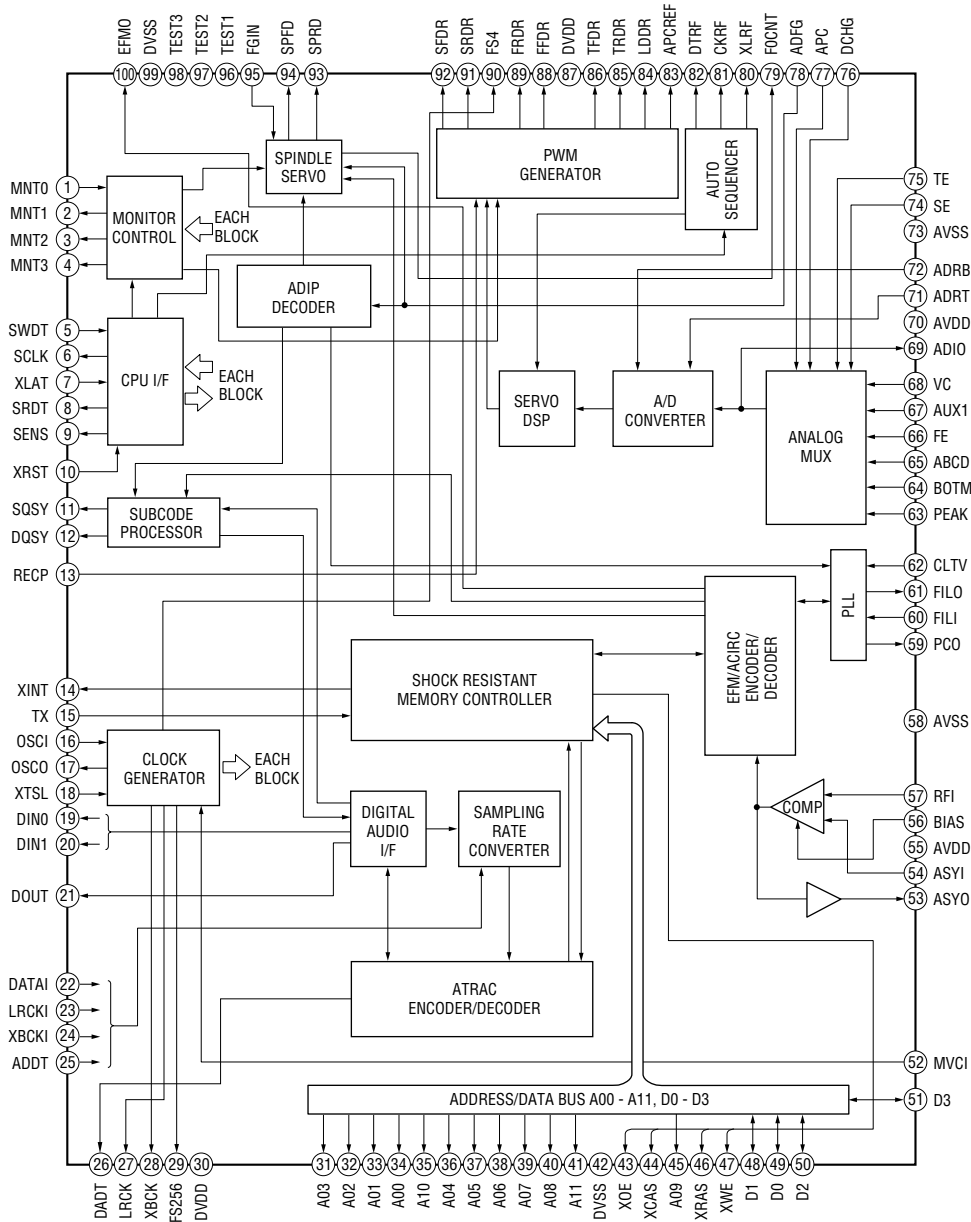 EFMO
DVSS
TEST3
TEST2
TEST1
FGIN
SPFD
SPRD
SFDR
SRDR
FS4
FRDR
FFDR
DVDD
TFDR
TRDR
LDDR
APCREF
DTRF
CKRF
XLRF
F0CNT
ADFG
APC
DCHG
100
99
98
97
96
95
94
93
92
91
90
89
88
87
86
85
84
83
82
81
80
79
78
77
76
MNT0 1
MNT1 2
MNT2 3
MNT3 4
SWDT 5
SCLK 6
XLAT 7
SRDT 8
SENS 9
XRST 10
SQSY 11
DQSY 12
RECP 13
XINT 14
TX 15
OSCI 16
OSCO 17
XTSL 18
DIN0 19
DIN1 20
DOUT 21
DATAI 22
LRCKI 23
XBCKI 24
ADDT 25
SPINDLE
SERVO
PWM
GENERATOR
AUTO
SEQUENCER
MONITOR
CONTROL
EACH
BLOCK
ADIP
DECODER
CPU I/F
EACH
BLOCK
SERVO
DSP
A/D
CONVERTER
ANALOG
MUX
SUBCODE
PROCESSOR
PLL
EFM/ACIRC
ENCODER/
DECODER
SHOCK RESISTANT
MEMORY CONTROLLER
CLOCK
GENERATOR
EACH
BLOCK
DIGITAL
AUDIO
I/F
SAMPLING
RATE
CONVERTER
COMP
ATRAC
ENCODER/DECODER
ADDRESS/DATA BUS A00 - A11, D0 - D3
75 TE
74 SE
73 AVSS
72 ADRB
71 ADRT
70 AVDD
69 ADIO
68 VC
67 AUX1
66 FE
65 ABCD
64 BOTM
63 PEAK
62 CLTV
61 FILO
60 FILI
59 PCO
58 AVSS
57 RFI
56 BIAS
55 AVDD
54 ASYI
53 ASYO
52 MVCI
51 D3
26
27
28
29
30
31
32
33
34
35
36
37
38
39
40
41
42
43
44
45
46
47
48
49
50
DADT
LRCK
XBCK
FS256
DVDD
A03
A02
A01
A00
A10
A04
A05
A06
A07
A08
A11
DVSS
XOE
XCAS
A09
XRAS
XWE
D1
D0
D2